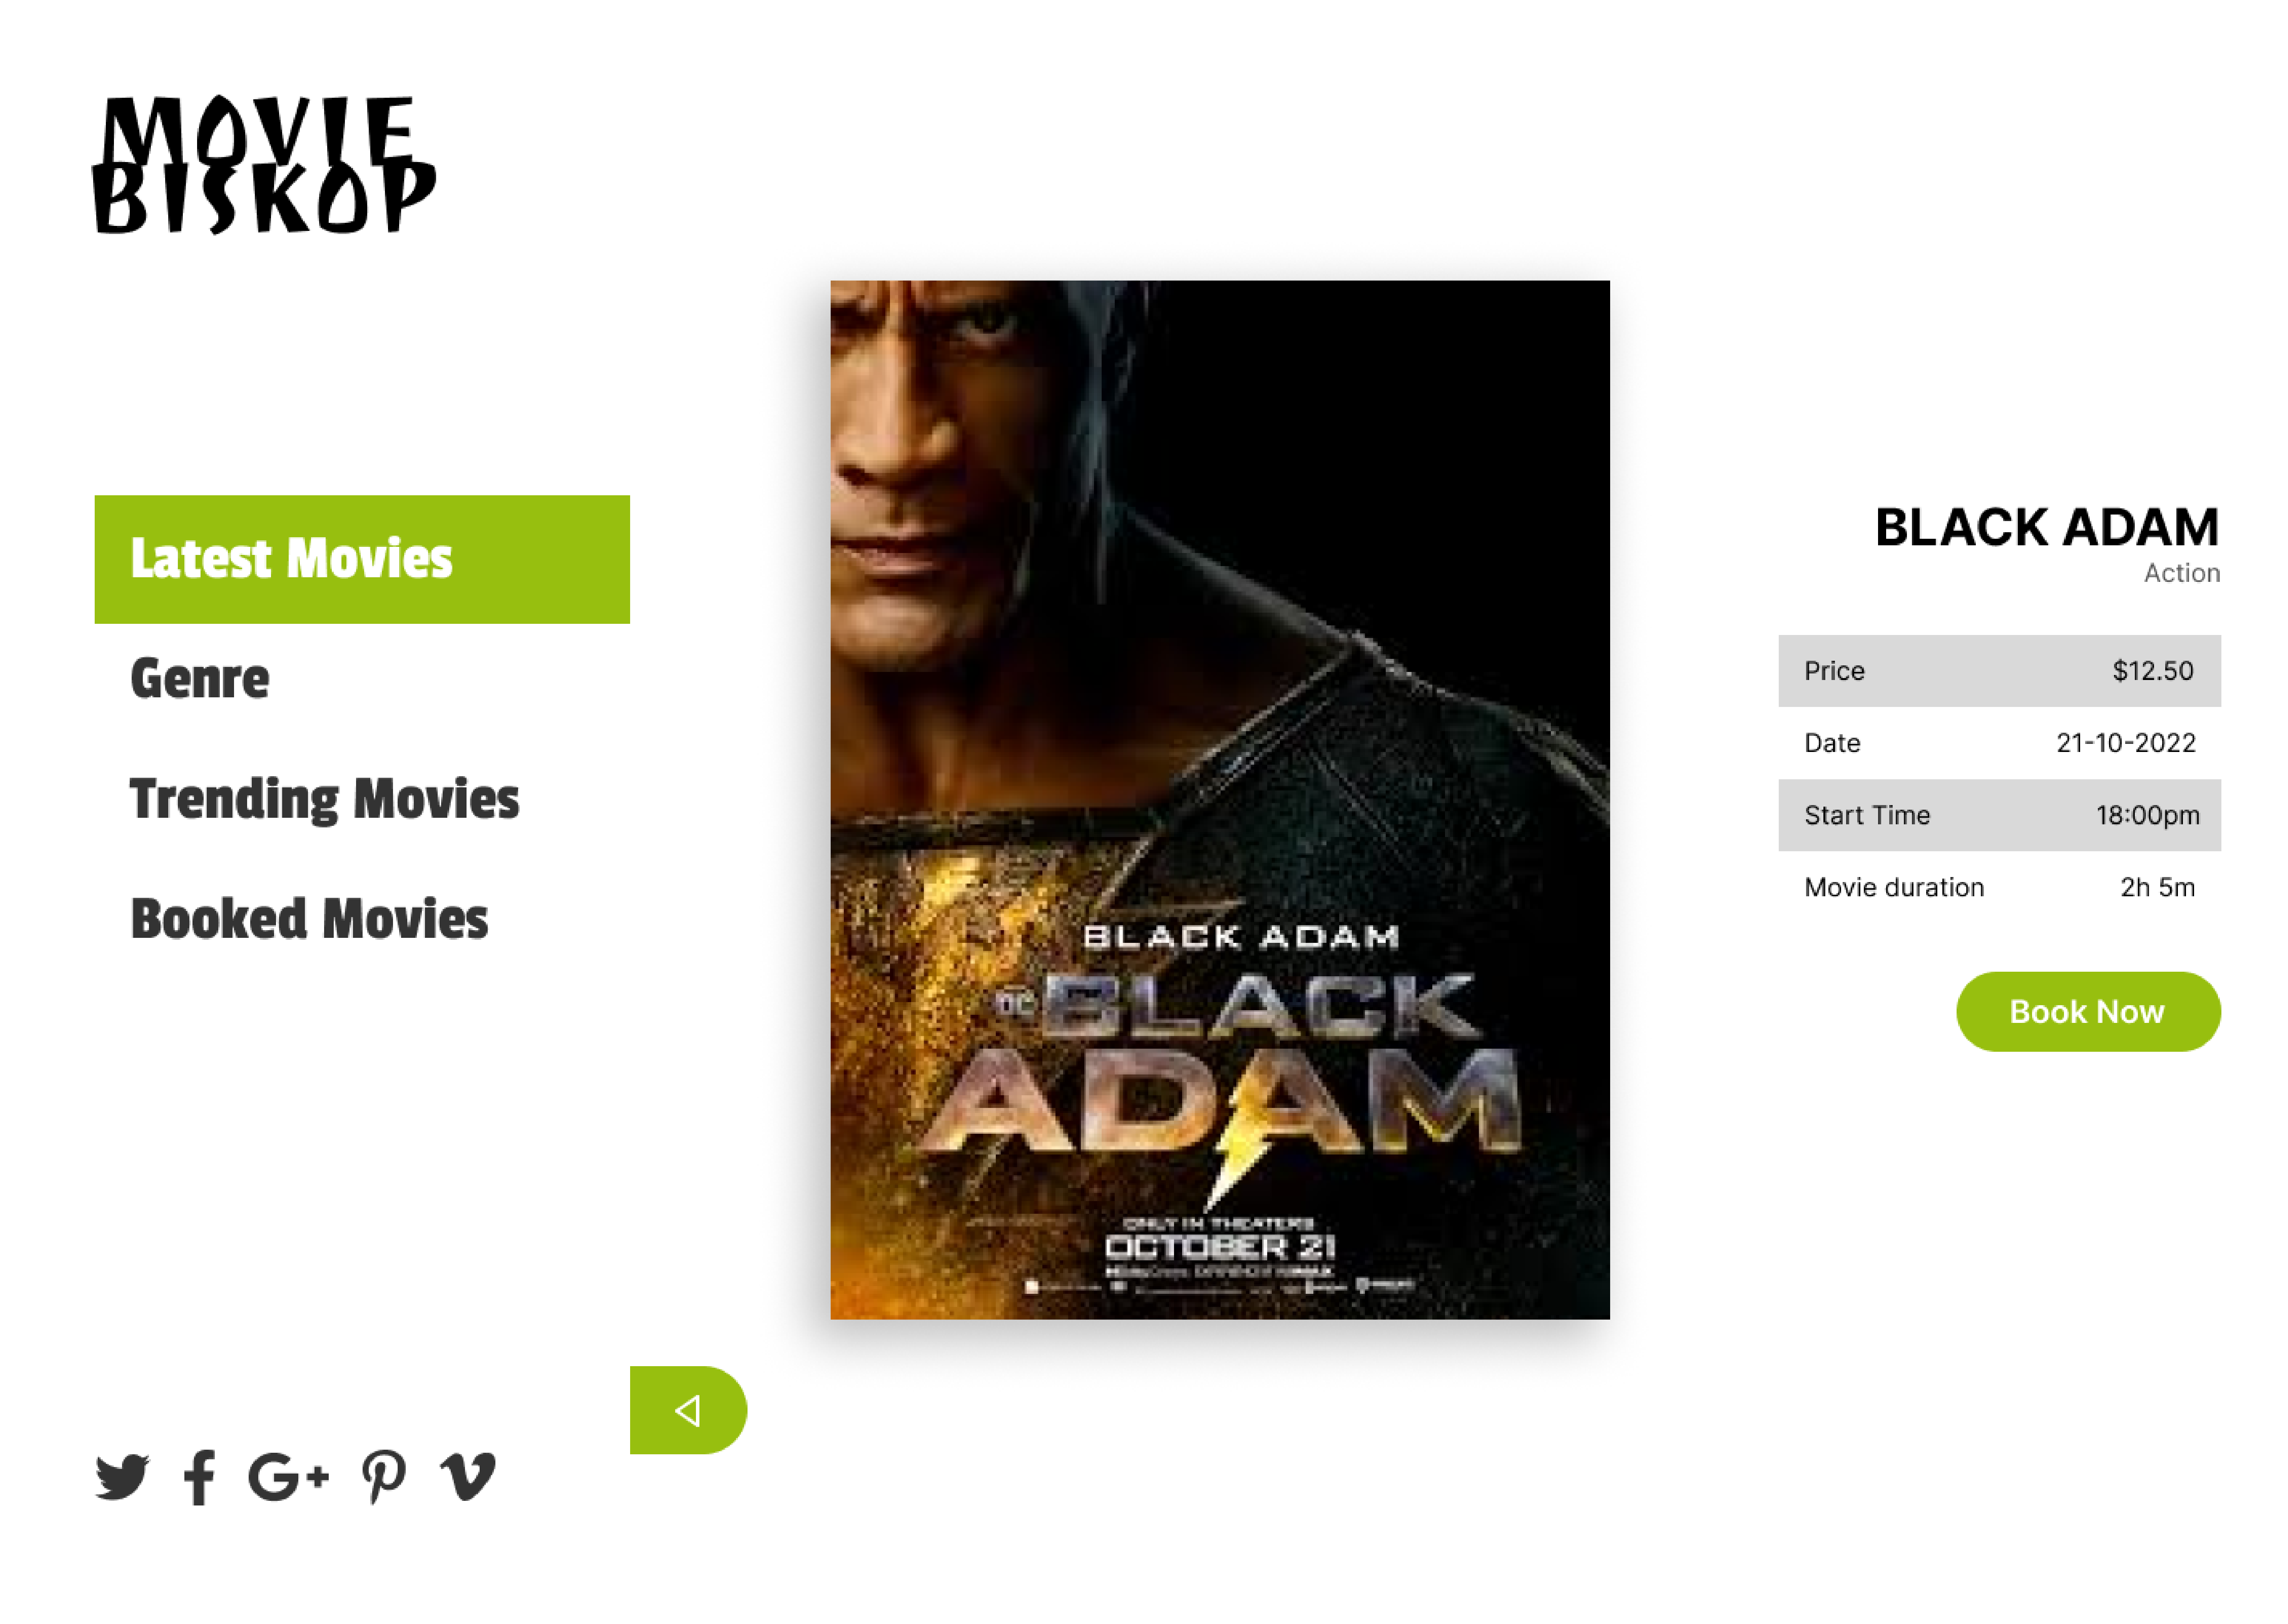 MOVIE
BISKOP
Latest Movies
Genre
Trending Movies
Booked Movies
BLACK ADAM
DC BLACK
ADAM
ONLY IN THEATERS
OCTOBER 21
BLACK ADAM
Action
Price $12.50
Date 21-10-2022
Start Time 18:00pm
Movie duration 2h 5m
Book Now
G+